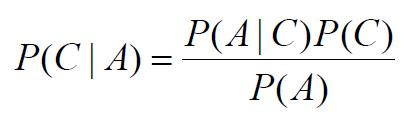 P(C | A) = P(A | C)P(C) / P(A)